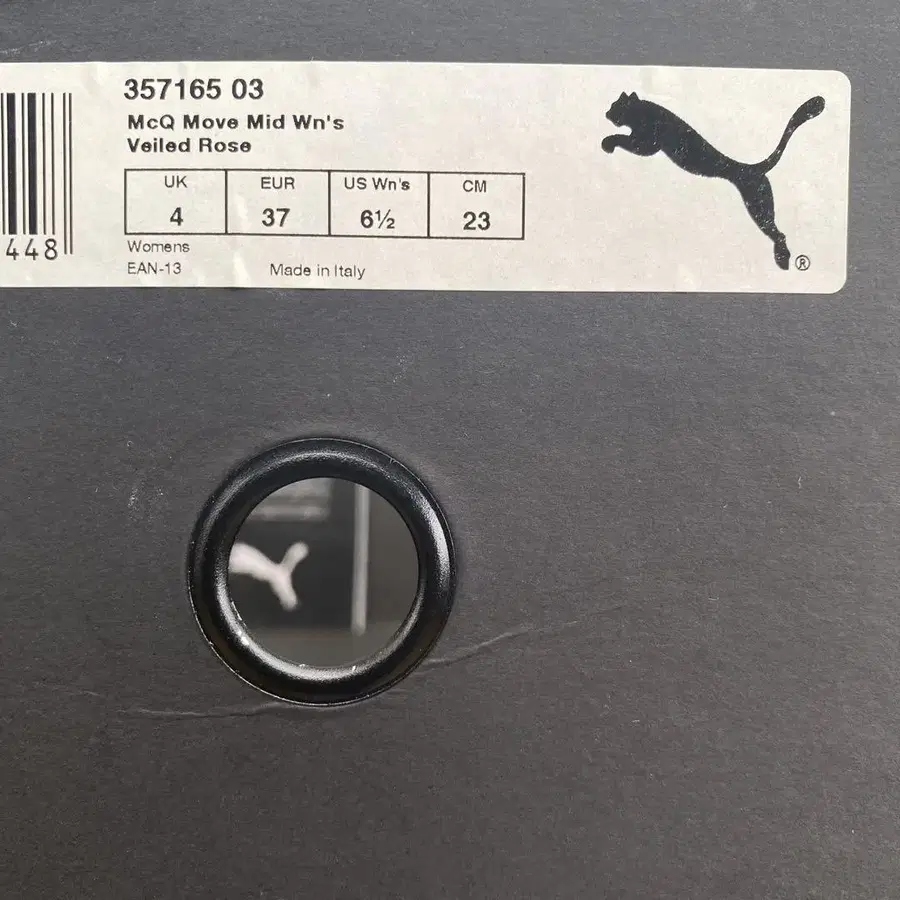 357165 03
McQ Move Mid Wn's
Veiled Rose
UK EUR US Wn's CM
4 37 6½ 23
448
Womens
EAN-13 Made in Italy
®